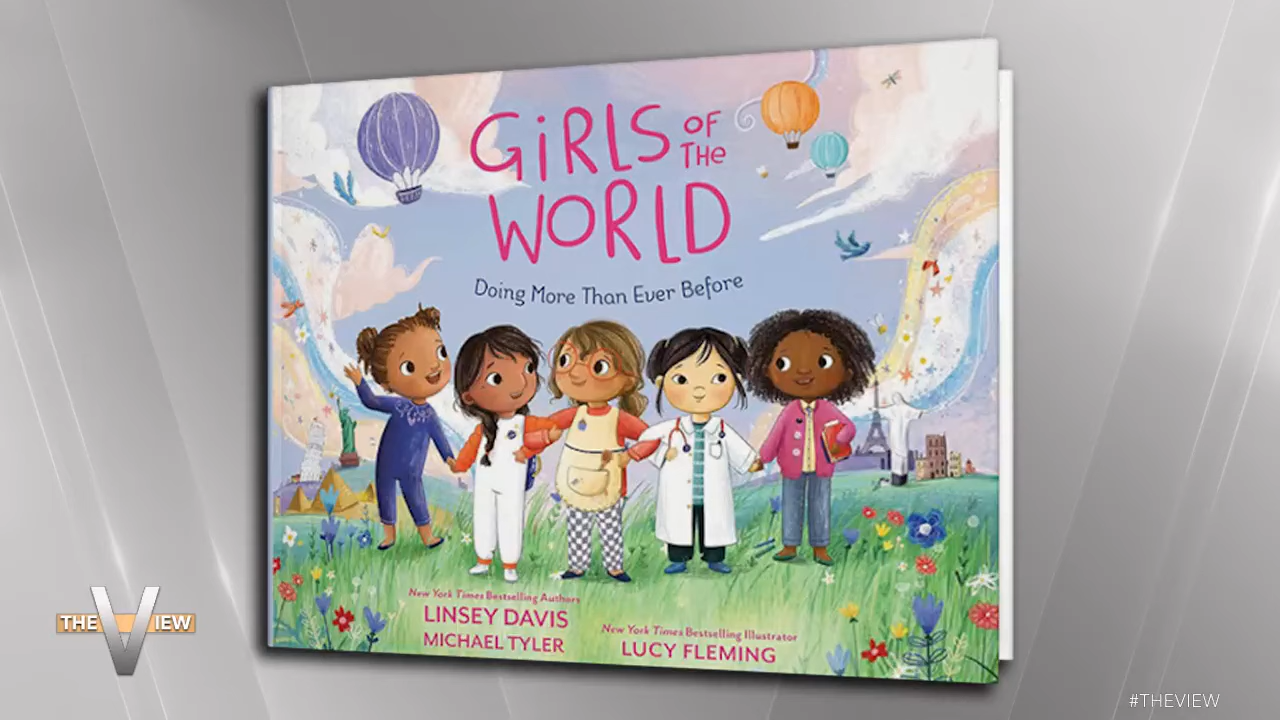 GiRLS OF THE
WORLD
Doing More Than Ever Before
New York Times Bestselling Authors
LINSEY DAVIS
MICHAEL TYLER
New York Times Bestselling Illustrator
LUCY FLEMING
THE VIEW
#THEVIEW